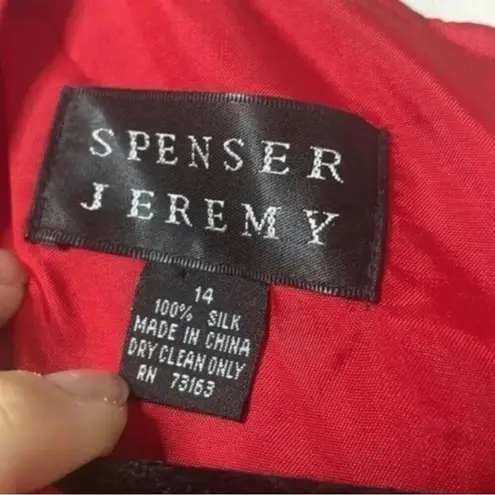 SPENSER
JEREMY
14
100% SILK
MADE IN CHINA
DRY CLEAN ONLY
RN 73163